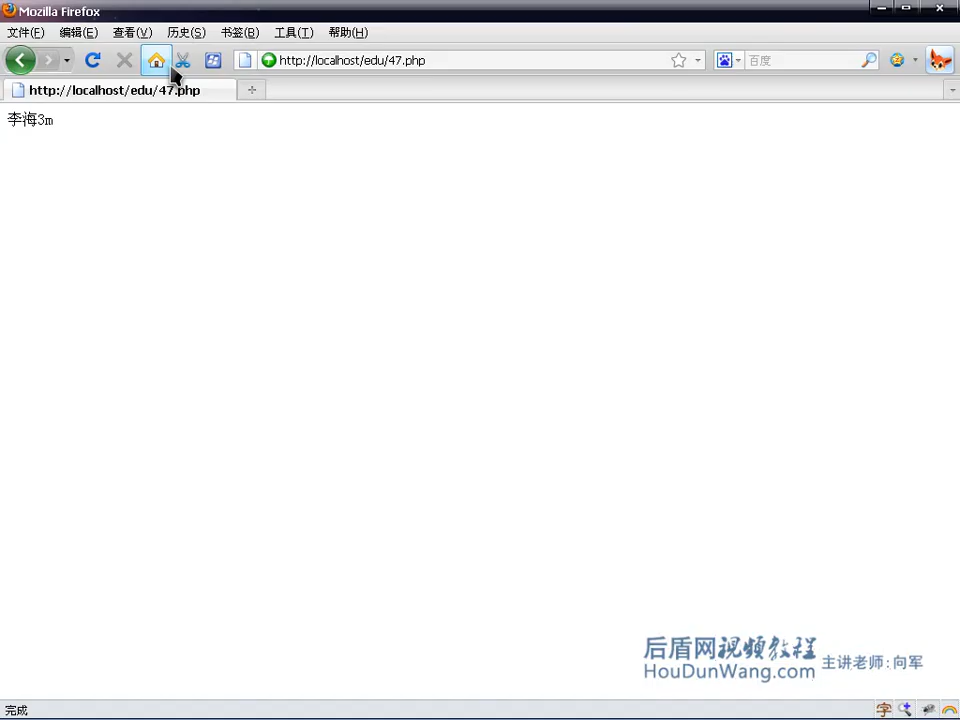 Mozilla Firefox
文件(F) 编辑(E) 查看(V) 历史(S) 书签(B) 工具(T) 帮助(H)
http://localhost/edu/47.php 百度
http://localhost/edu/47.php
李海3m
后盾网视频教程
HouDunWang.com 主讲老师:向军
完成 字